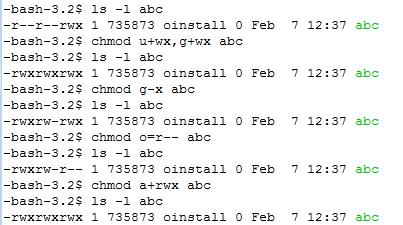 -bash-3.2$ ls -l abc
-r--r--rwx 1 735873 oinstall 0 Feb  7 12:37 abc
-bash-3.2$ chmod u+wx,g+wx abc
-bash-3.2$ ls -l abc
-rwxrwxrwx 1 735873 oinstall 0 Feb  7 12:37 abc
-bash-3.2$ chmod g-x abc
-bash-3.2$ ls -l abc
-rwxrw-rwx 1 735873 oinstall 0 Feb  7 12:37 abc
-bash-3.2$ chmod o=r-- abc
-bash-3.2$ ls -l abc
-rwxrw-r-- 1 735873 oinstall 0 Feb  7 12:37 abc
-bash-3.2$ chmod a+rwx abc
-bash-3.2$ ls -l abc
-rwxrwxrwx 1 735873 oinstall 0 Feb  7 12:37 abc